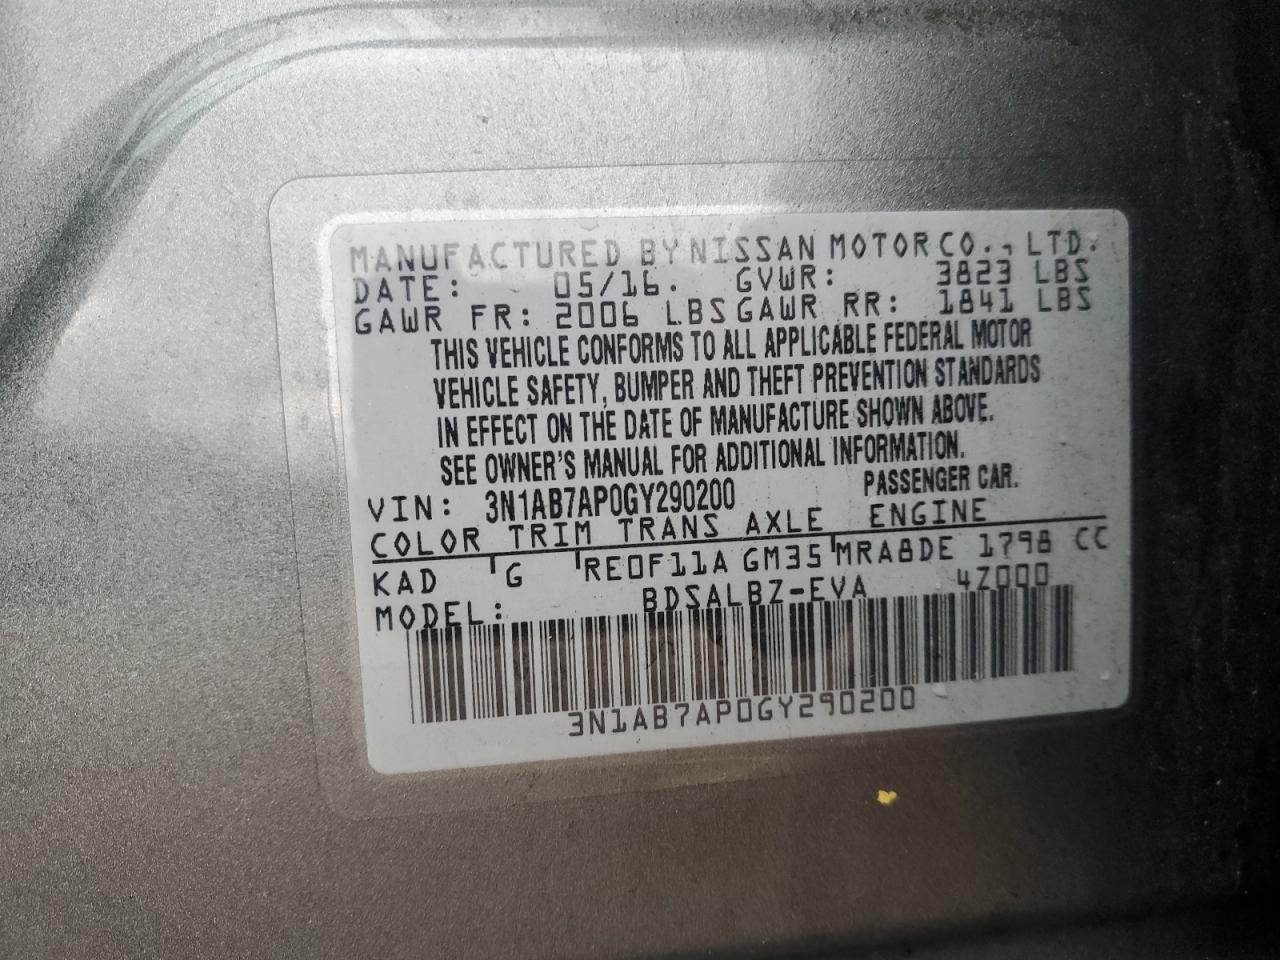 MANUFACTURED BY NISSAN MOTOR CO., LTD.
DATE: 05/16. GVWR: 3823 LBS
GAWR FR: 2006 LBS GAWR RR: 1841 LBS
THIS VEHICLE CONFORMS TO ALL APPLICABLE FEDERAL MOTOR
VEHICLE SAFETY, BUMPER AND THEFT PREVENTION STANDARDS
IN EFFECT ON THE DATE OF MANUFACTURE SHOWN ABOVE.
SEE OWNER'S MANUAL FOR ADDITIONAL INFORMATION.
VIN: 3N1AB7AP0GY290200 PASSENGER CAR.
COLOR TRIM TRANS AXLE ENGINE
KAD G RE0F11A GM35 MRA8DE 1798 CC
MODEL: BDSALBZ-EVA 4Z000
3N1AB7AP0GY290200